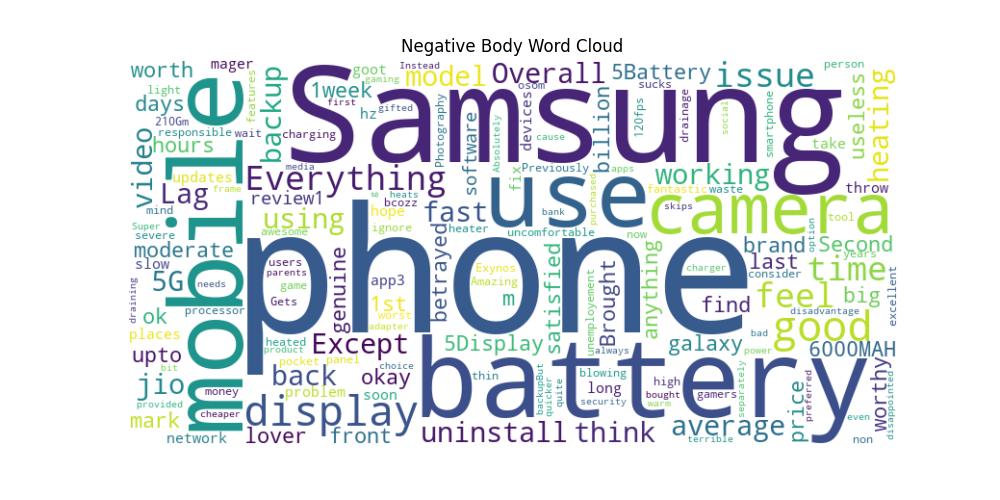 Negative Body Word Cloud
worth
mager
light
days
210Gm
responsible
wait
hours
video
updates
Lag
frame
mind
Super
severe
moderate
slow
5G
needs
processor
draining
ok
places
upto
bit
jio
money
provided
cheaper
mark
network
mobile
features
backup
charging
goot
1week
first
gaming
gifted
hz
Instead
model
Overall
osom
5Battery
issue
person
sucks
Samsung
Photography
software
Absolutely
devices
cause
billion
120fps
drainage
social
smartphone
take
useless
heating
throw
media
Everything
review1
using
awesome
so
heats
bcozz
hope
ignore
fast
heater
use
Previously
fix
apps
purchased
bank
uncomfortable
now
working
fantastic
waste
skips
camera
tool
option
brand
Second
years
last
consider
time
find
feel
big
excellent
disadvantage
good
bad
power
6000MAH
galaxy
phone
users
parents
game
Gets
genuine
app3
1st
worst
adapter
betrayed
Exynos
Amazing
m
satisfied
unemployement
Brought
anything
charger
heated
product
Except
pocket
panel
choice
back
problem
okay
soon
display
lover
front
5Display
always
battery
thin
backupBut
quicker
quite
blowing
long
security
high
bought
warm
gamers
separately
price
preferred
even
worthy
disappointed
non
uninstall
think
average
terrible